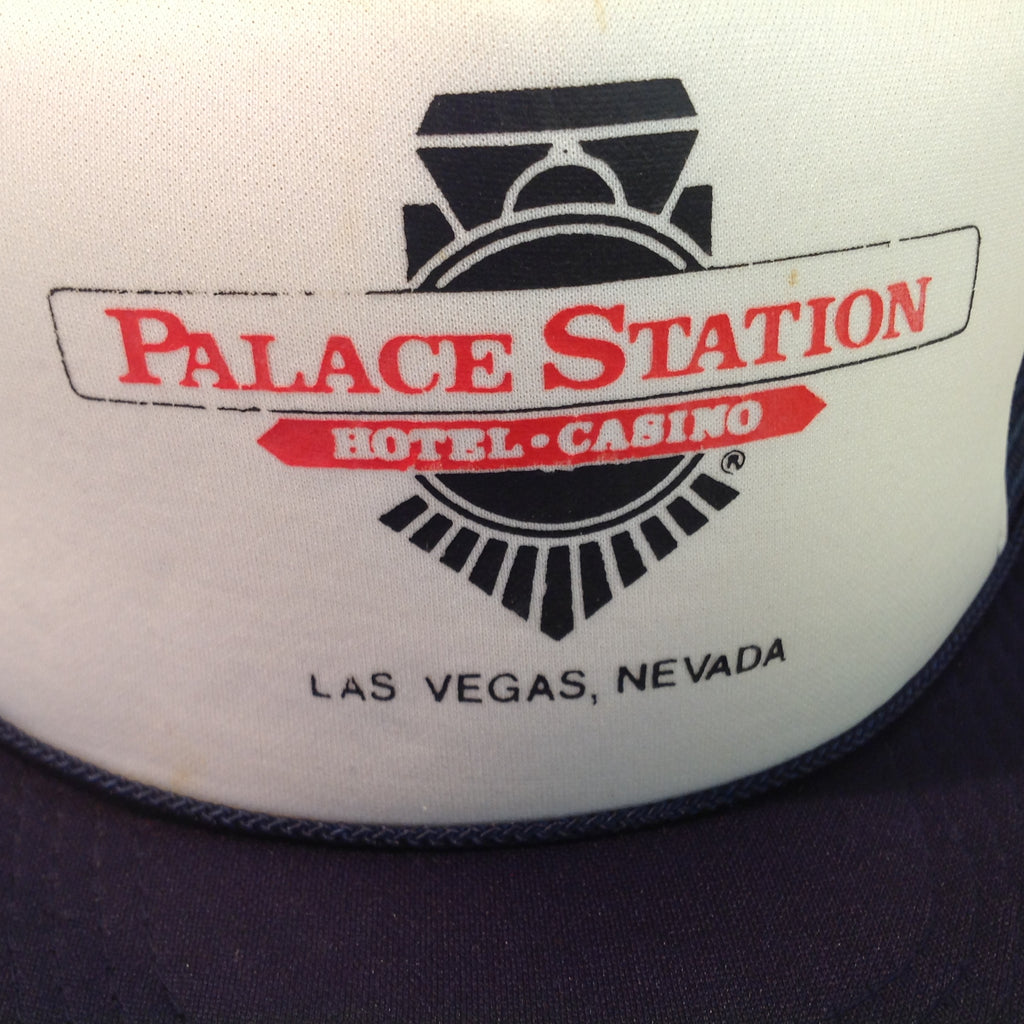 PALACE STATION
HOTEL • CASINO
®
LAS VEGAS, NEVADA